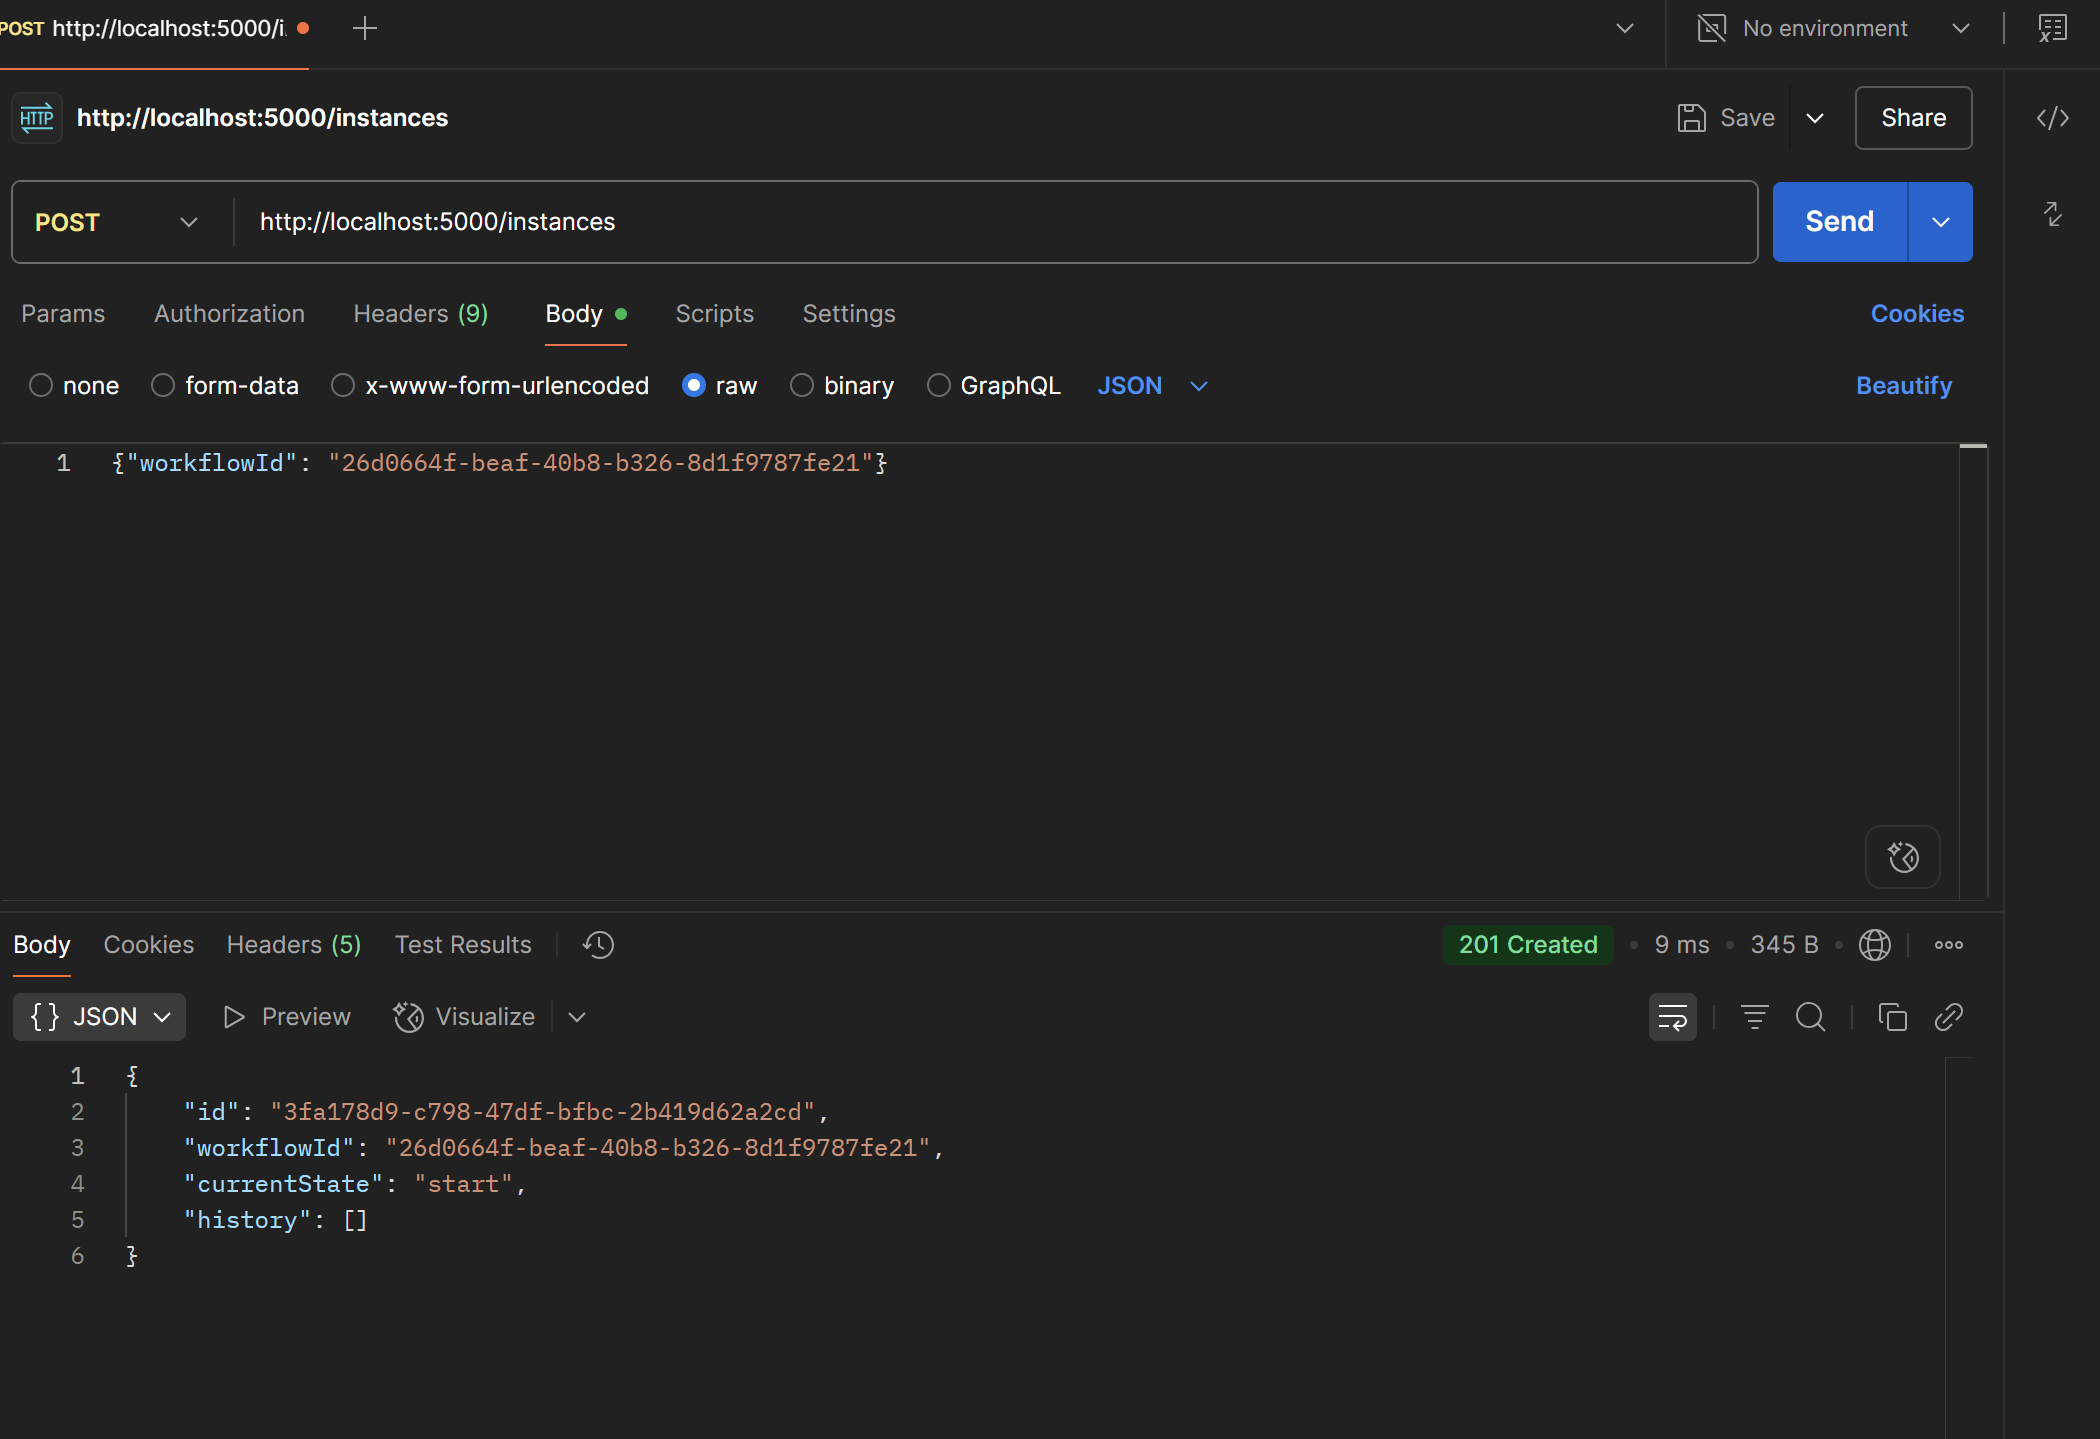 POST http://localhost:5000/i
No environment
HTTP http://localhost:5000/instances
Save
Share
POST
http://localhost:5000/instances
Send
Params Authorization Headers (9) Body Scripts Settings Cookies
none form-data x-www-form-urlencoded raw binary GraphQL JSON Beautify
1 {"workflowId": "26d0664f-beaf-40b8-b326-8d1f9787fe21"}
Body Cookies Headers (5) Test Results 201 Created 9 ms 345 B
{} JSON Preview Visualize
1 {
2 "id": "3fa178d9-c798-47df-bfbc-2b419d62a2cd",
3 "workflowId": "26d0664f-beaf-40b8-b326-8d1f9787fe21",
4 "currentState": "start",
5 "history": []
6 }